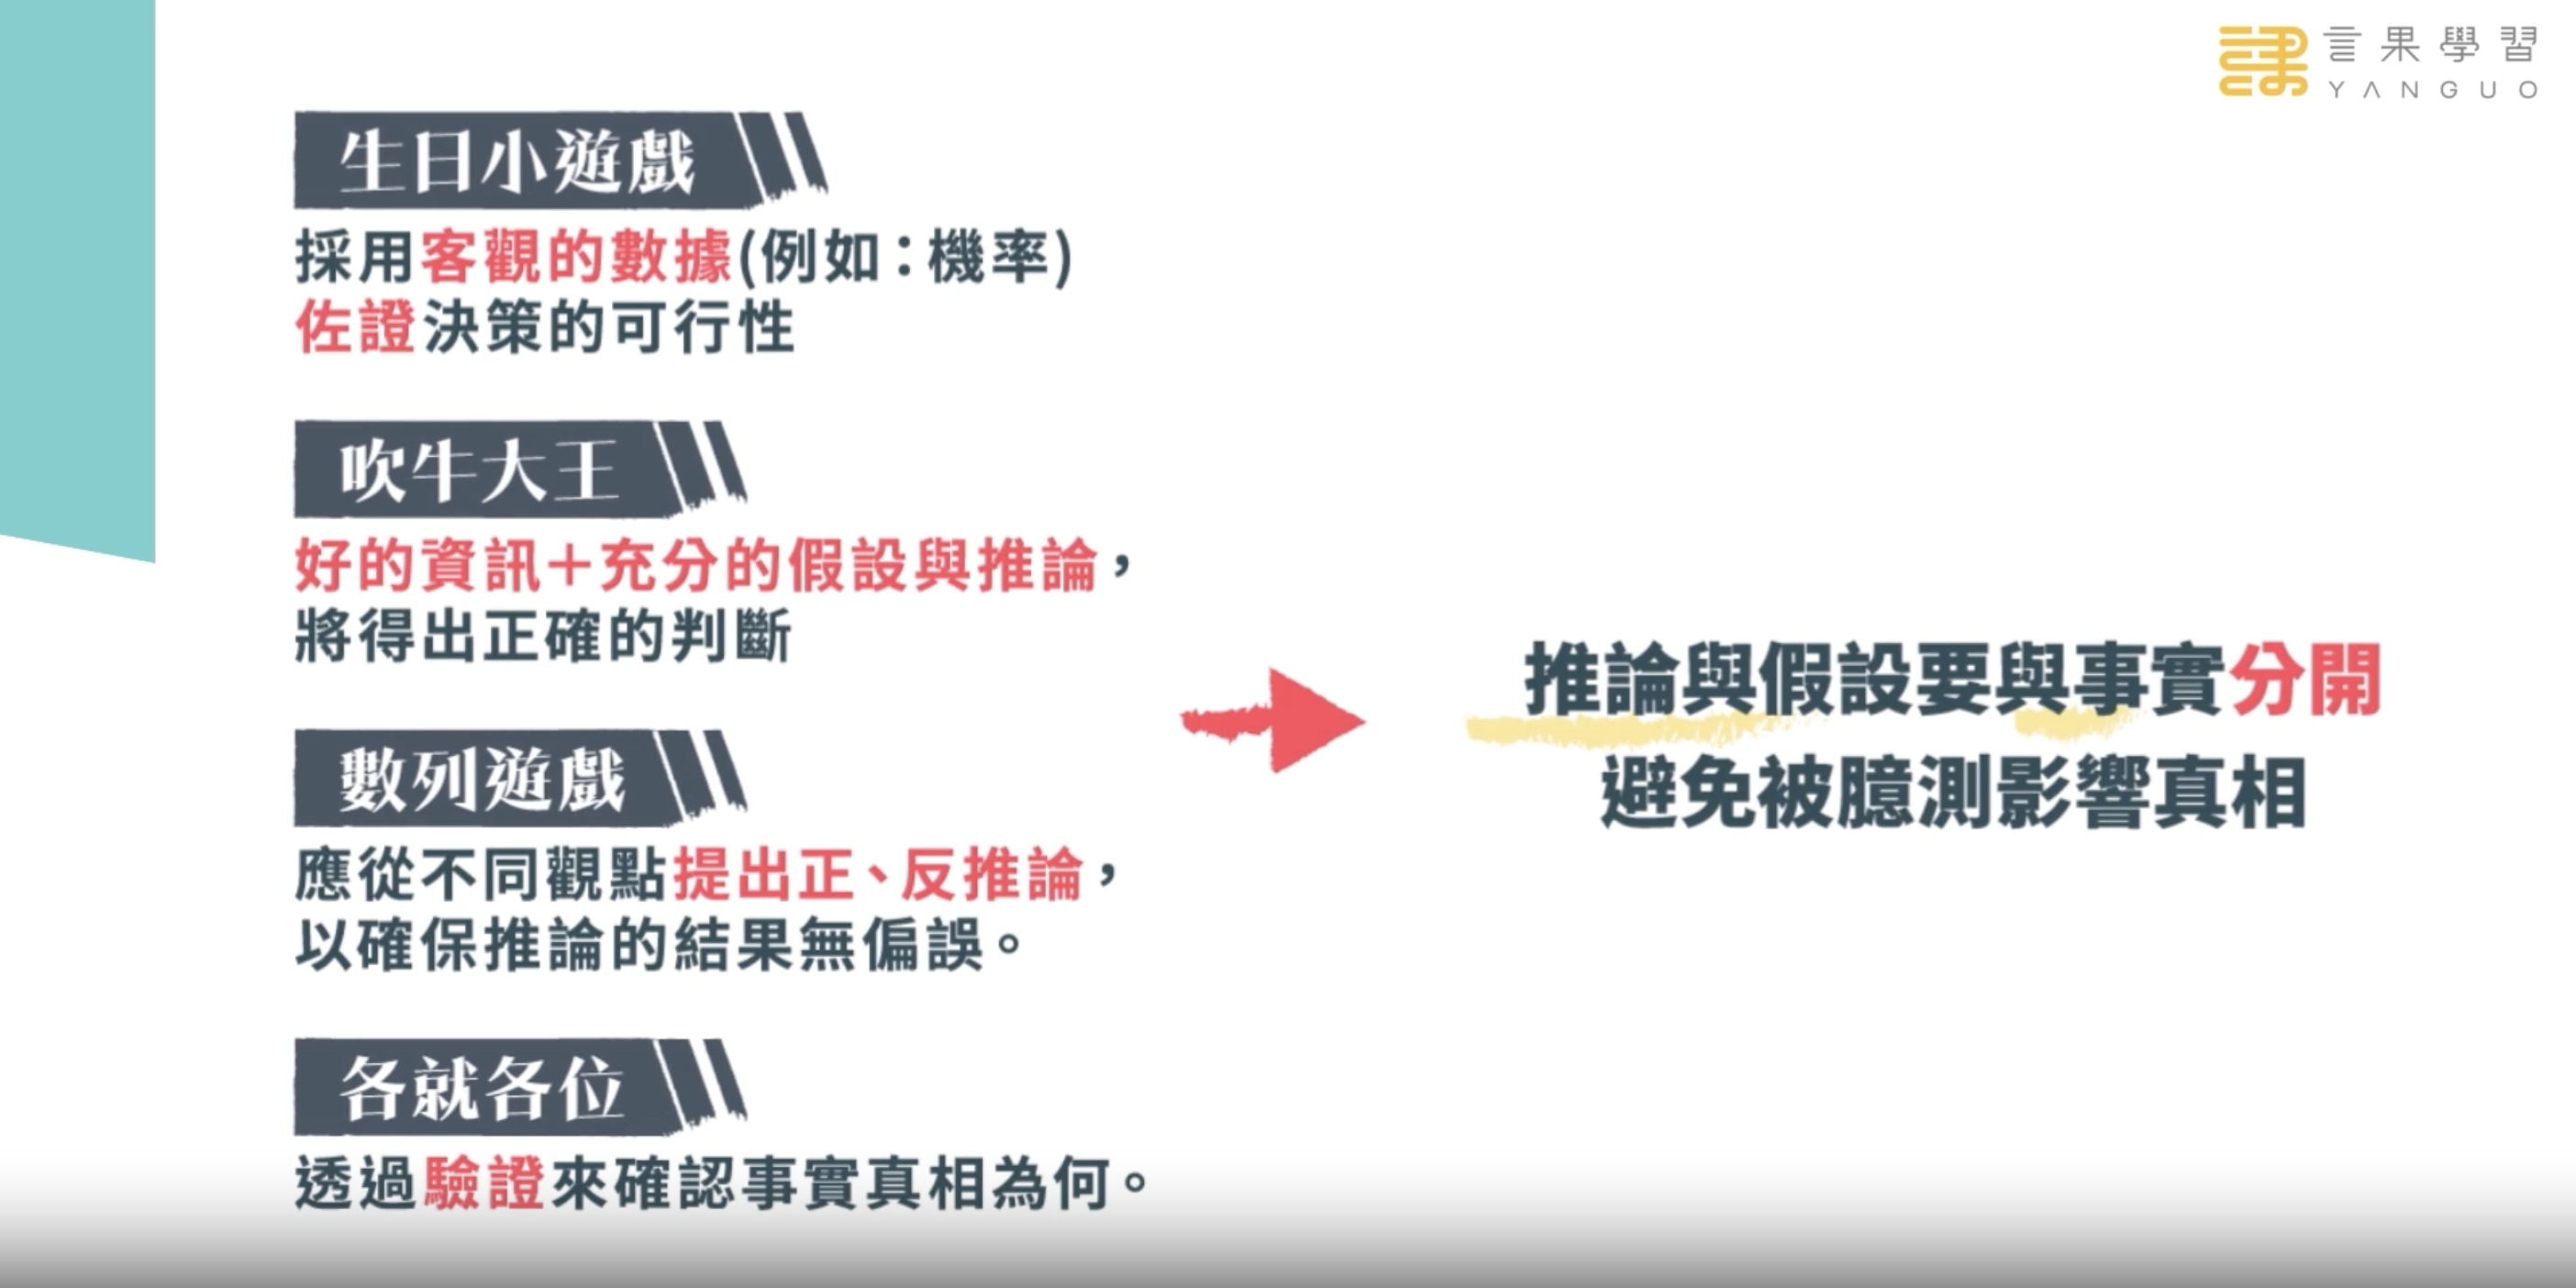 言果學習
YANGUO
生日小遊戲
採用客觀的數據(例如：機率)
佐證決策的可行性
吹牛大王
好的資訊＋充分的假設與推論，
將得出正確的判斷
數列遊戲
應從不同觀點提出正、反推論，
以確保推論的結果無偏誤。
各就各位
透過驗證來確認事實真相為何。
推論與假設要與事實分開
避免被臆測影響真相